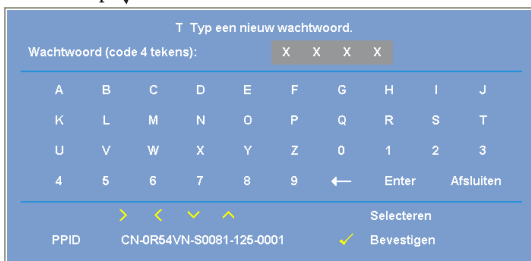 T Typ een nieuw wachtwoord.
Wachtwoord (code 4 tekens): X X X X
A B C D E F G H I J
K L M N O P Q R S T
U V W X Y Z 0 1 2 3
4 5 6 7 8 9 ← Enter Afsluiten
Selecteren
PPID CN-0R54VN-S0081-125-0001 ✓ Bevestigen